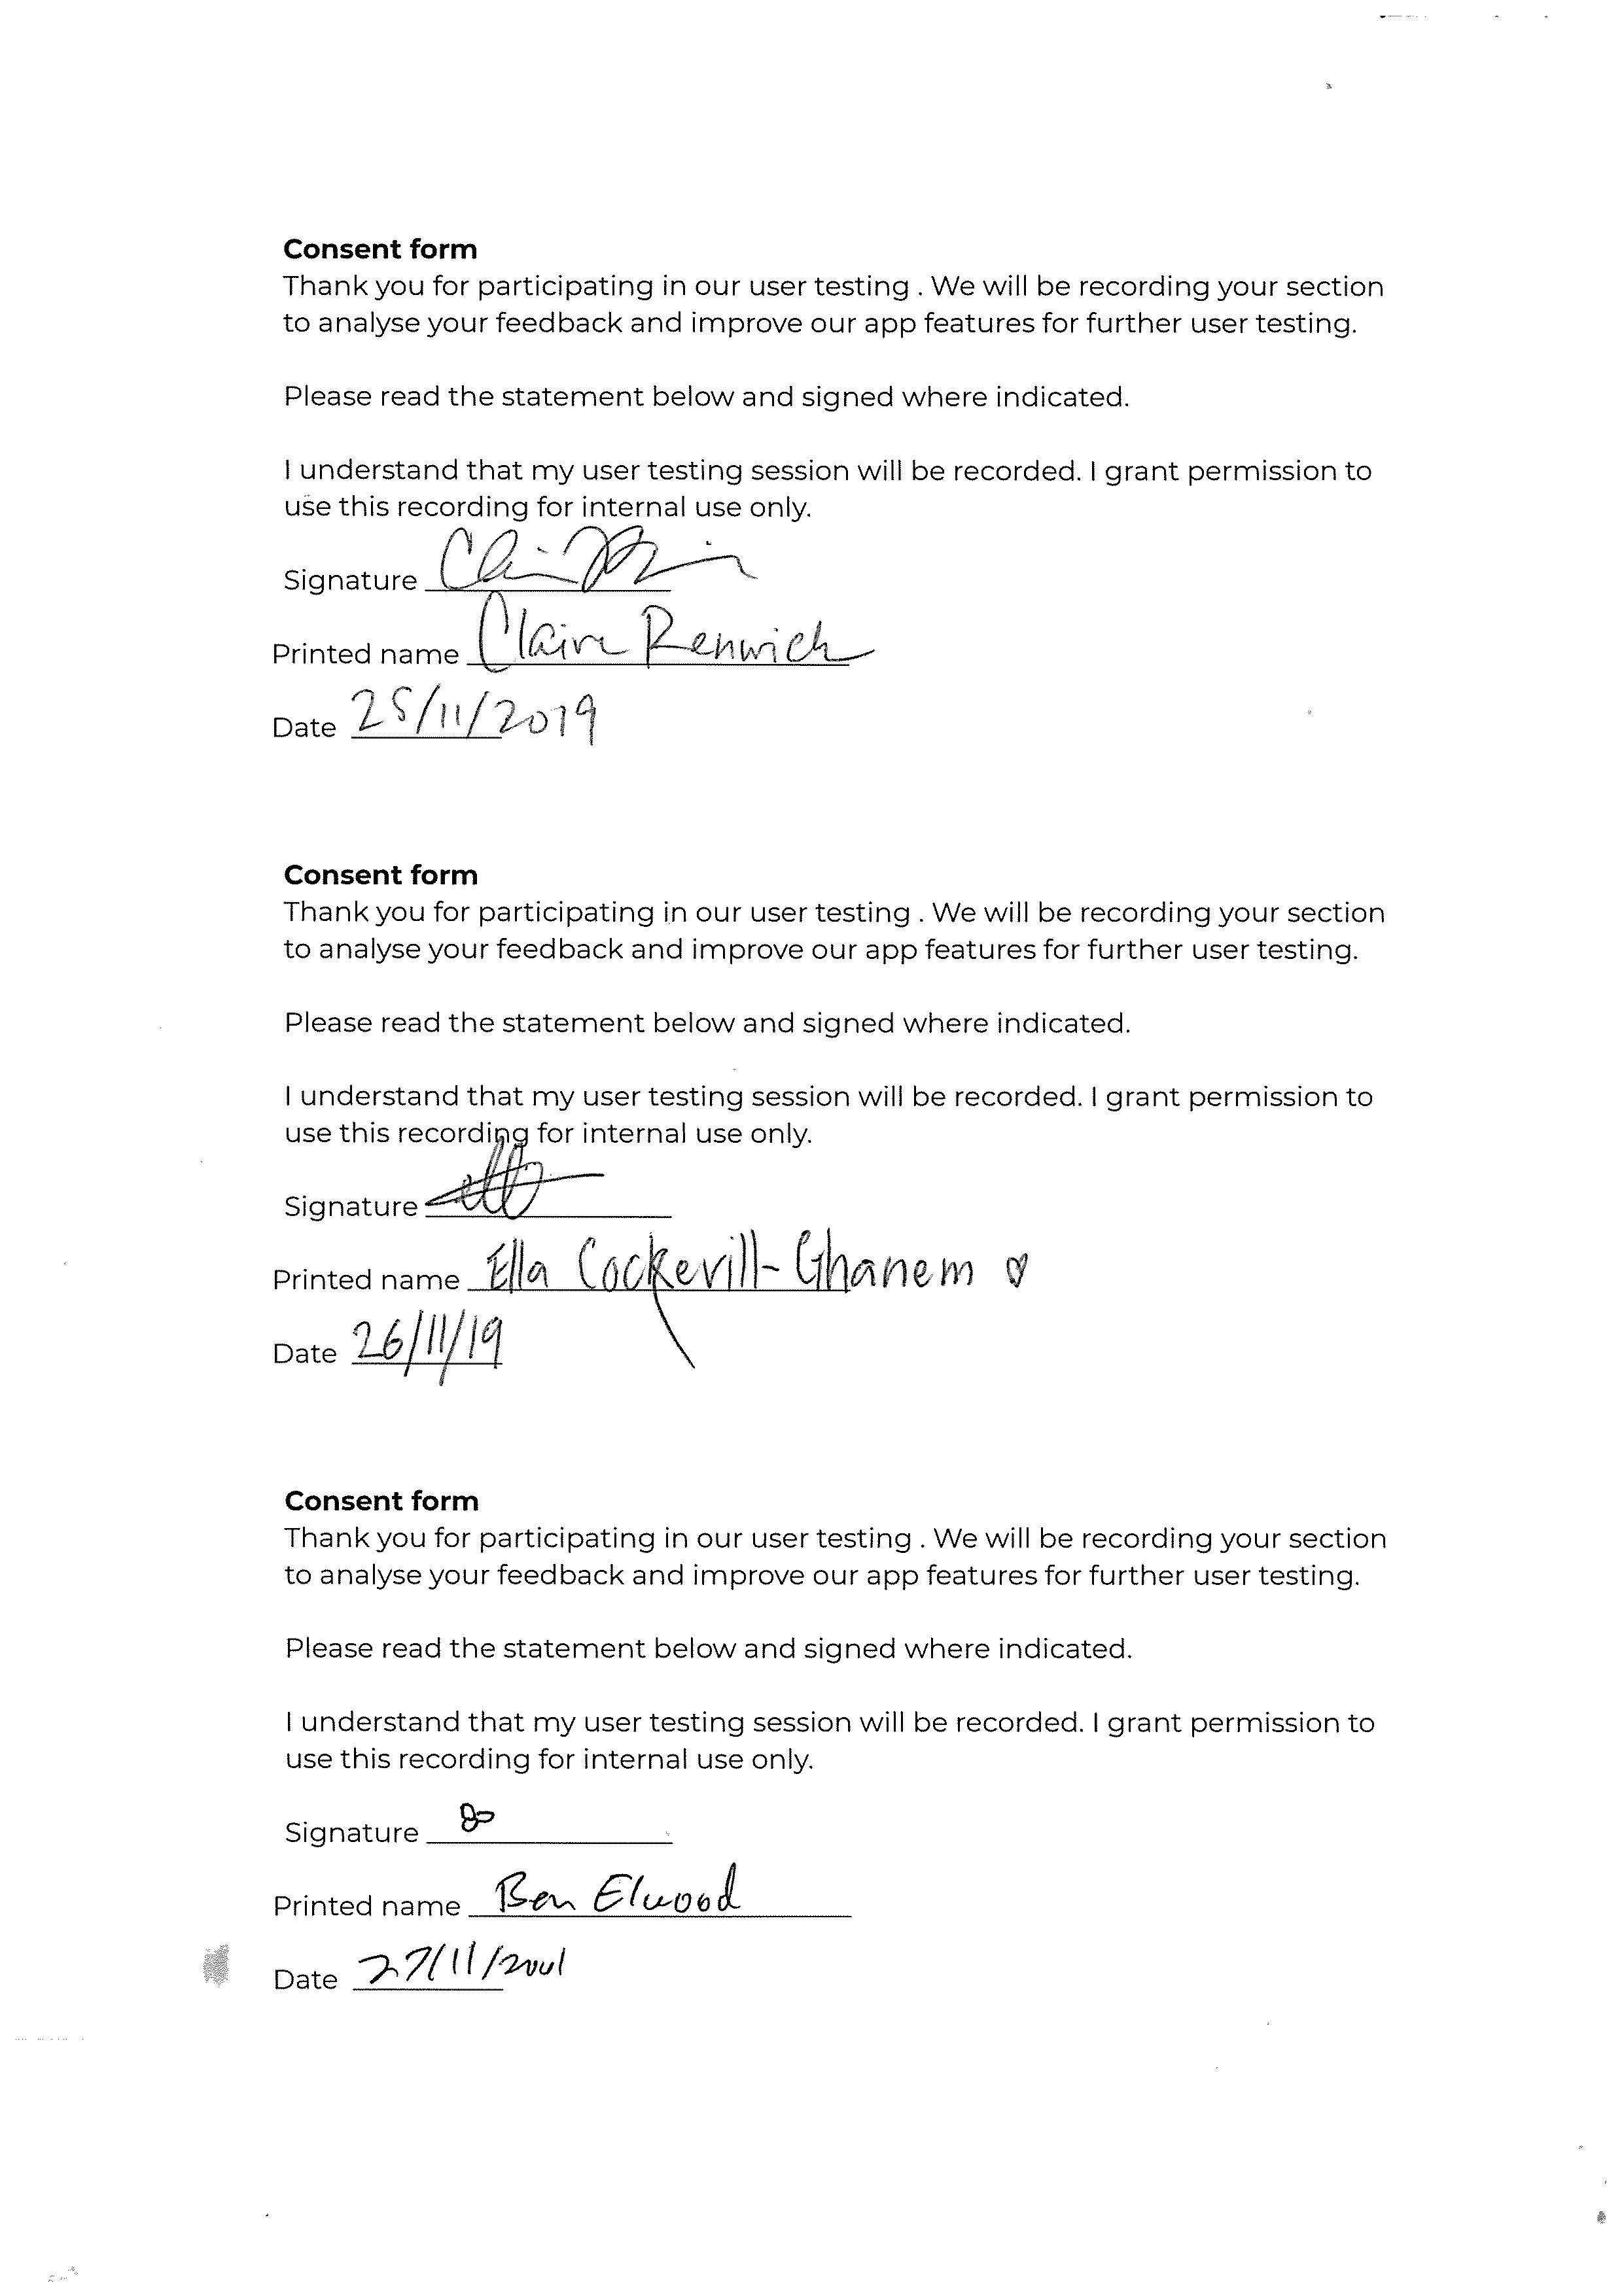 Consent form
Thank you for participating in our user testing . We will be recording your section
to analyse your feedback and improve our app features for further user testing.
Please read the statement below and signed where indicated.
I understand that my user testing session will be recorded. I grant permission to
use this recording for internal use only.
Signature
Printed name Claire Renwick
Date 25/11/2019
Consent form
Thank you for participating in our user testing . We will be recording your section
to analyse your feedback and improve our app features for further user testing.
Please read the statement below and signed where indicated.
I understand that my user testing session will be recorded. I grant permission to
use this recording for internal use only.
Signature
Printed name Ella Cockerill-Ghanem ♡
Date 26/11/19
Consent form
Thank you for participating in our user testing . We will be recording your section
to analyse your feedback and improve our app features for further user testing.
Please read the statement below and signed where indicated.
I understand that my user testing session will be recorded. I grant permission to
use this recording for internal use only.
Signature
Printed name Ben Elwood
Date 27/11/2001